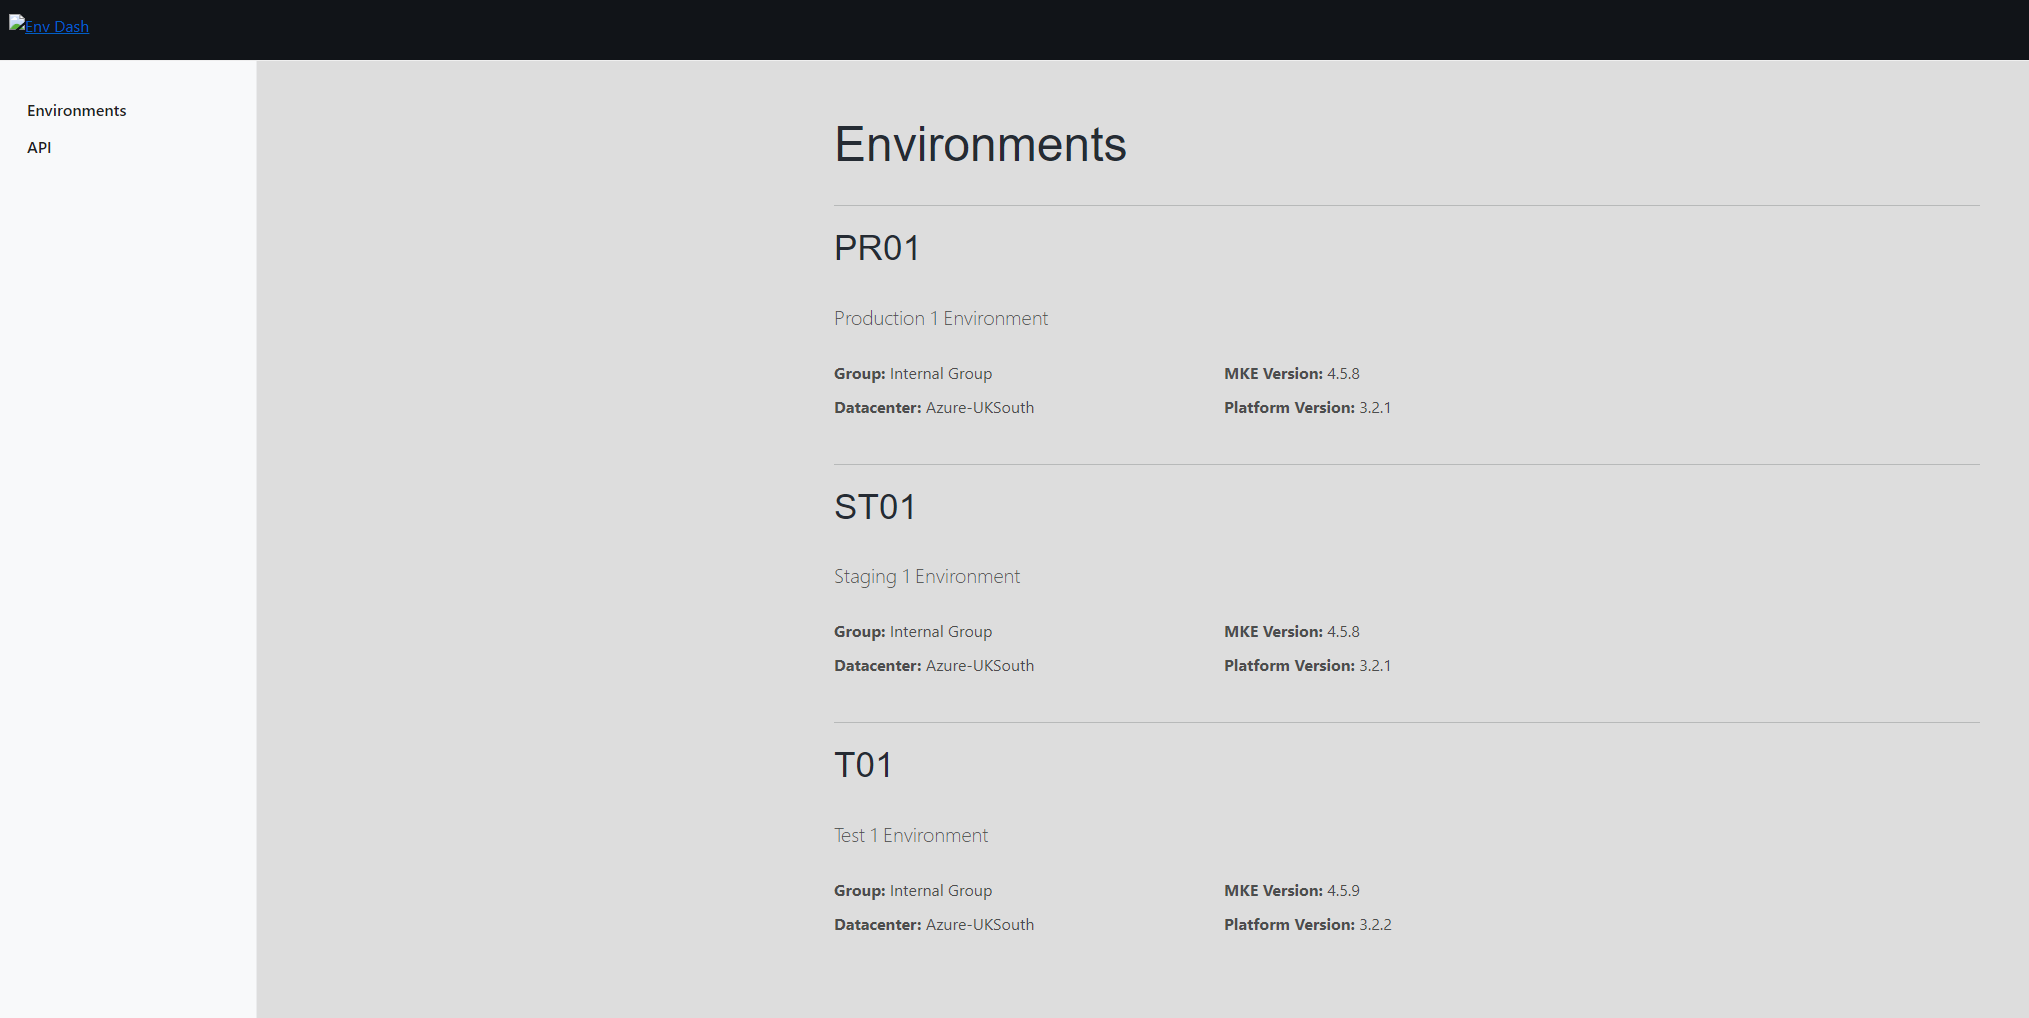 Env Dash
Environments
API
Environments
PR01
Production 1 Environment
Group: Internal Group
MKE Version: 4.5.8
Datacenter: Azure-UKSouth
Platform Version: 3.2.1
ST01
Staging 1 Environment
Group: Internal Group
MKE Version: 4.5.8
Datacenter: Azure-UKSouth
Platform Version: 3.2.1
T01
Test 1 Environment
Group: Internal Group
MKE Version: 4.5.9
Datacenter: Azure-UKSouth
Platform Version: 3.2.2